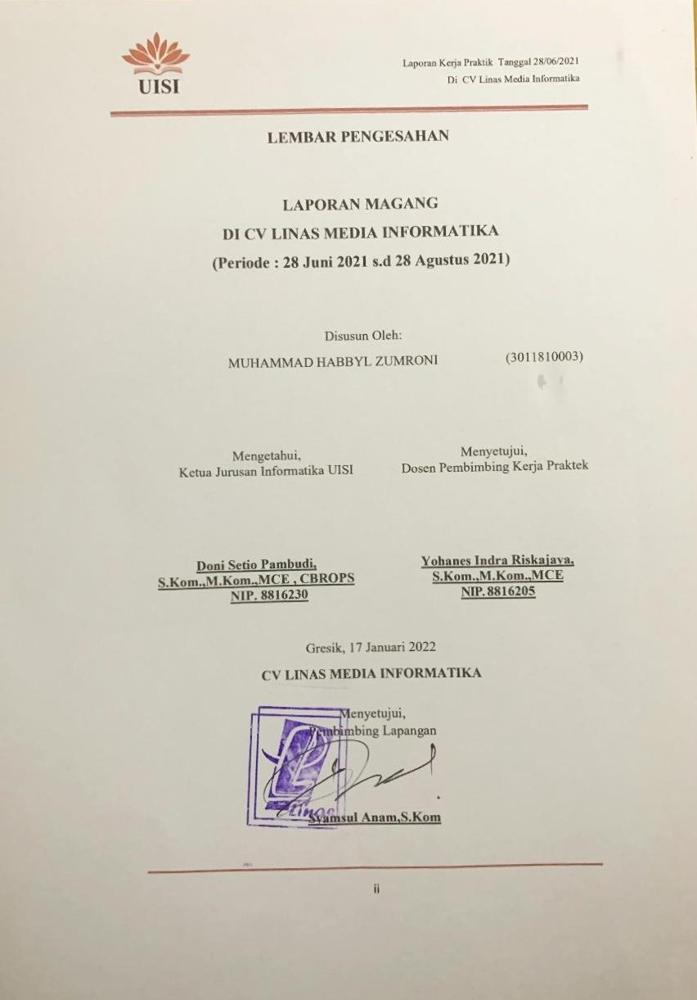 UISI
Laporan Kerja Praktik Tanggal 28/06/2021
Di CV Linas Media Informatika
LEMBAR PENGESAHAN
LAPORAN MAGANG
DI CV LINAS MEDIA INFORMATIKA
(Periode : 28 Juni 2021 s.d 28 Agustus 2021)
Disusun Oleh:
MUHAMMAD HABBYL ZUMRONI (3011810003)
Mengetahui,
Ketua Jurusan Informatika UISI
Menyetujui,
Dosen Pembimbing Kerja Praktek
Doni Setio Pambudi,
S.Kom.,M.Kom.,MCE , CBROPS
NIP. 8816230
Yohanes Indra Riskajaya,
S.Kom.,M.Kom.,MCE
NIP. 8816205
Gresik, 17 Januari 2022
CV LINAS MEDIA INFORMATIKA
Menyetujui,
Pembimbing Lapangan
Linas
Syamsul Anam,S.Kom
ii